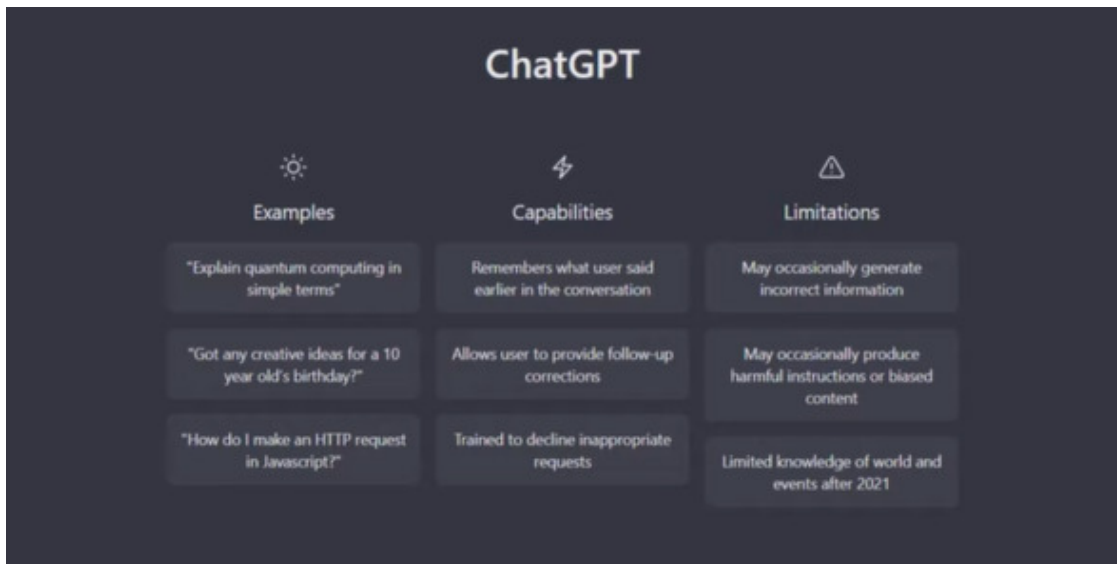 ChatGPT
Examples
"Explain quantum computing in
simple terms"
"Got any creative ideas for a 10
year old's birthday?"
"How do I make an HTTP request
in Javascript?"
Capabilities
Remembers what user said
earlier in the conversation
Allows user to provide follow-up
corrections
Trained to decline inappropriate
requests
Limitations
May occasionally generate
incorrect information
May occasionally produce
harmful instructions or biased
content
Limited knowledge of world and
events after 2021